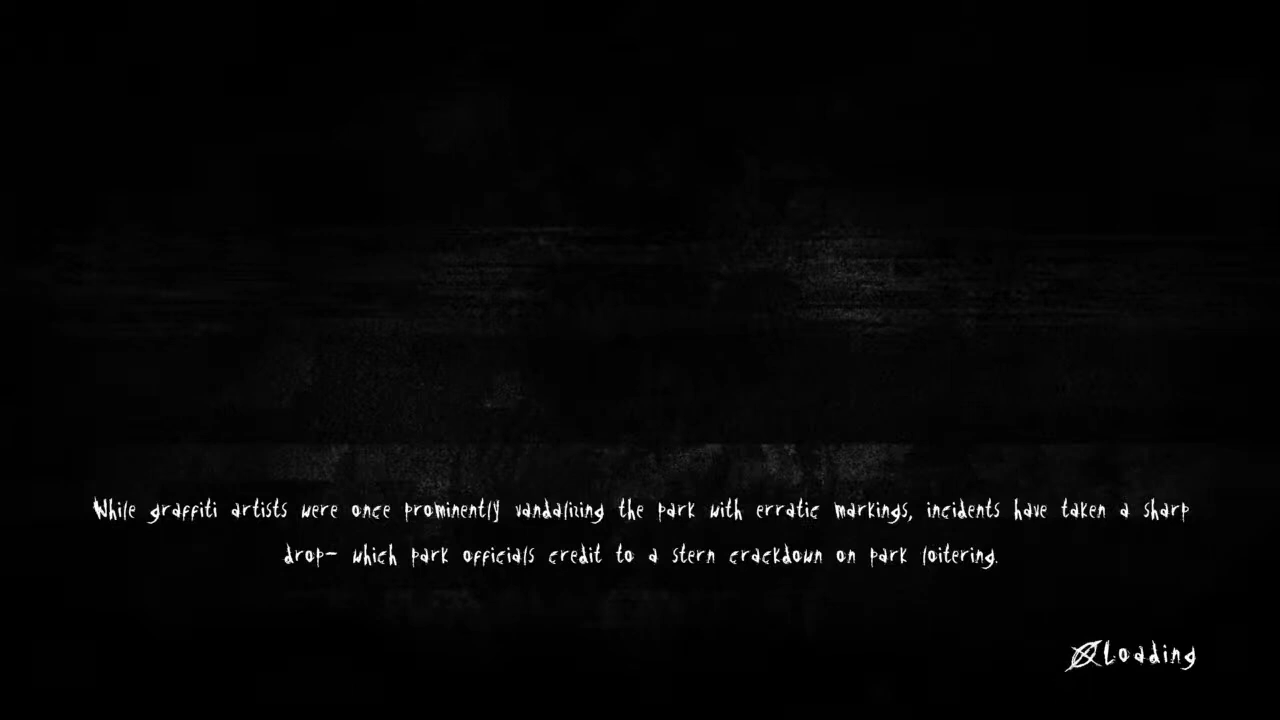 While graffiti artists were once prominently vandalizing the park with erratic markings, incidents have taken a sharp
drop- which park officials credit to a stern crackdown on park loitering.
Loading